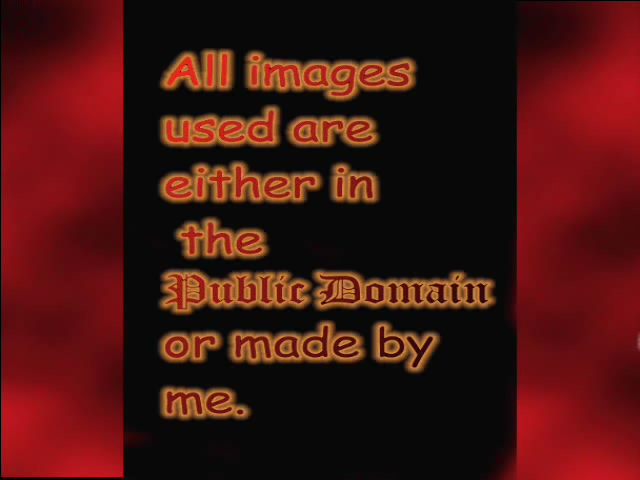 All images
used are
either in
the
Public Domain
or made by
me.